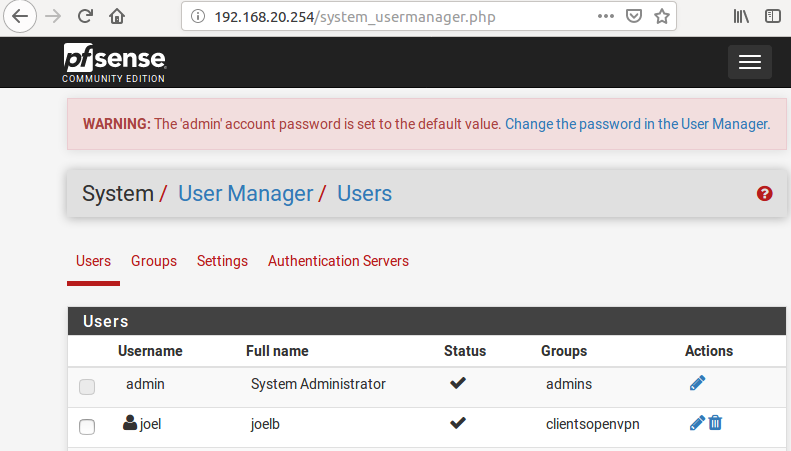 192.168.20.254/system_usermanager.php
pfsense
COMMUNITY EDITION
WARNING: The 'admin' account password is set to the default value. Change the password in the User Manager.
System / User Manager / Users
Users Groups Settings Authentication Servers
Users
Username Full name Status Groups Actions
admin System Administrator admins
joel joelb clientsopenvpn